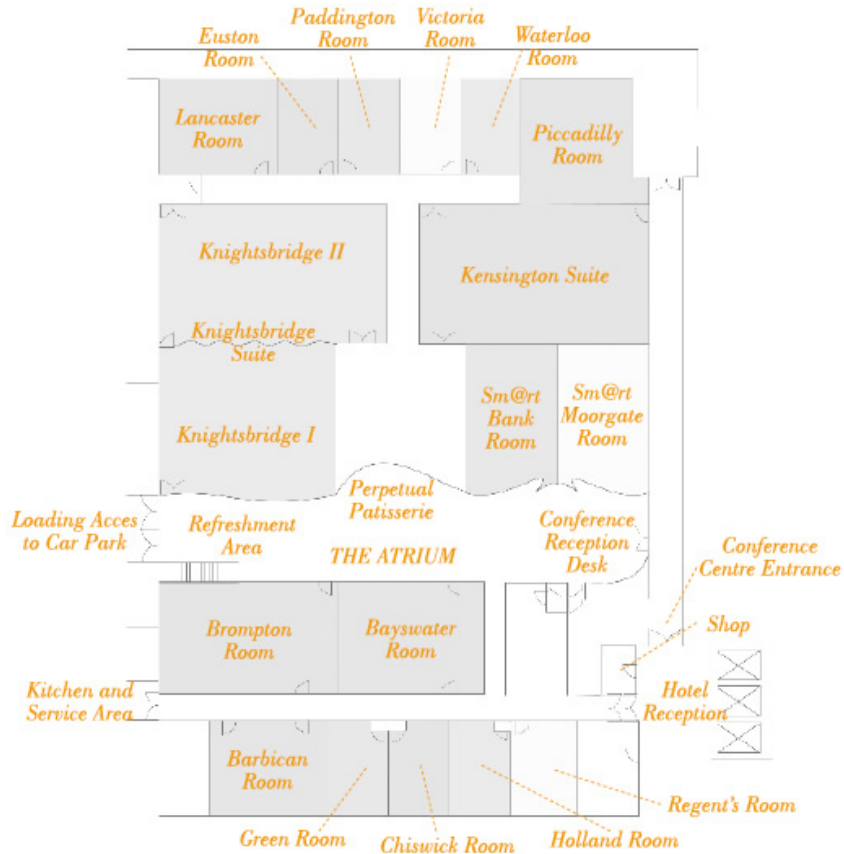 Euston
Room
Paddington
Room
Victoria
Room
Waterloo
Room
Lancaster
Room
Piccadilly
Room
Knightsbridge II
Kensington Suite
Knightsbridge
Suite
Knightsbridge I
Sm@rt
Bank
Room
Sm@rt
Moorgate
Room
Perpetual
Patisserie
Loading Acces
to Car Park
Refreshment
Area
THE ATRIUM
Conference
Reception
Desk
Conference
Centre Entrance
Brompton
Room
Bayswater
Room
Shop
Kitchen and
Service Area
Hotel
Reception
Barbican
Room
Regent's Room
Green Room
Chiswick Room
Holland Room